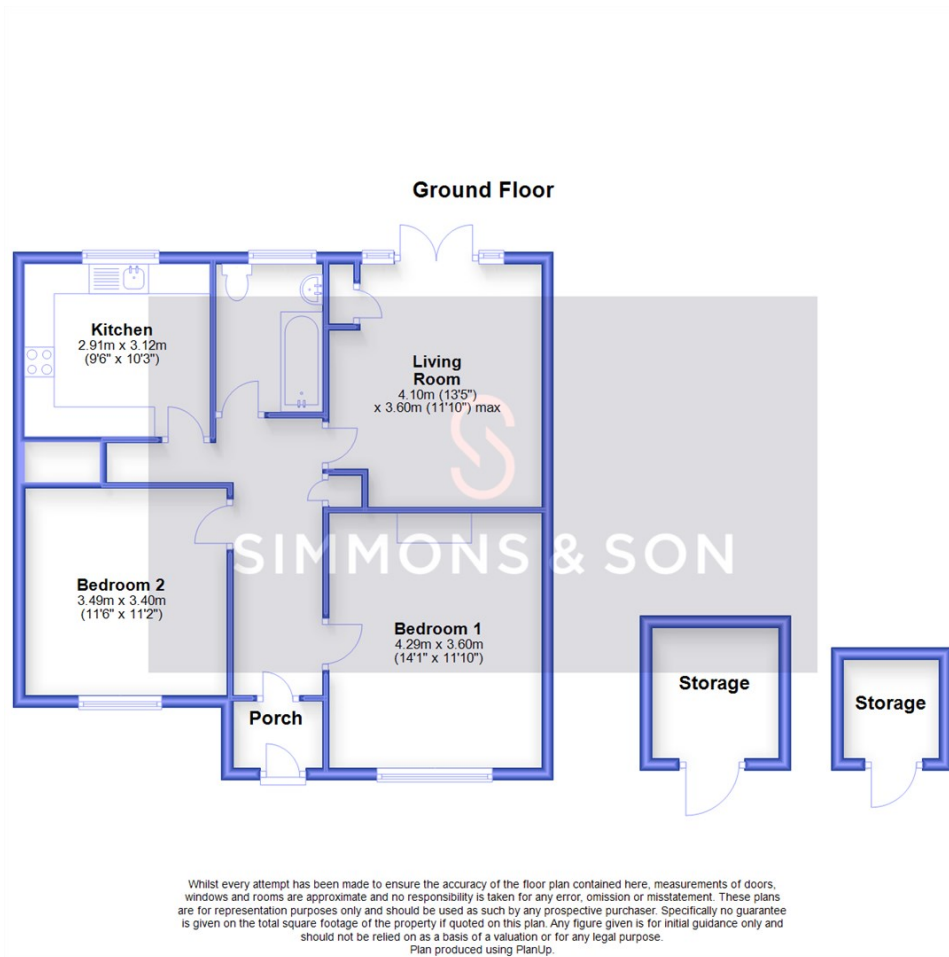 Ground Floor
Kitchen
2.91m x 3.12m
(9'6" x 10'3")
Living
Room
4.10m (13'5")
x 3.60m (11'10") max
SIMMONS & SON
Bedroom 2
3.49m x 3.40m
(11'6" x 11'2")
Bedroom 1
4.29m x 3.60m
(14'1" x 11'10")
Porch
Storage
Storage
Whilst every attempt has been made to ensure the accuracy of the floor plan contained here, measurements of doors,
windows and rooms are approximate and no responsibility is taken for any error, omission or misstatement. These plans
are for representation purposes only and should be used as such by any prospective purchaser. Specifically no guarantee
is given on the total square footage of the property if quoted on this plan. Any figure given is for initial guidance only and
should not be relied on as a basis of a valuation or for any legal purpose.
Plan produced using PlanUp.